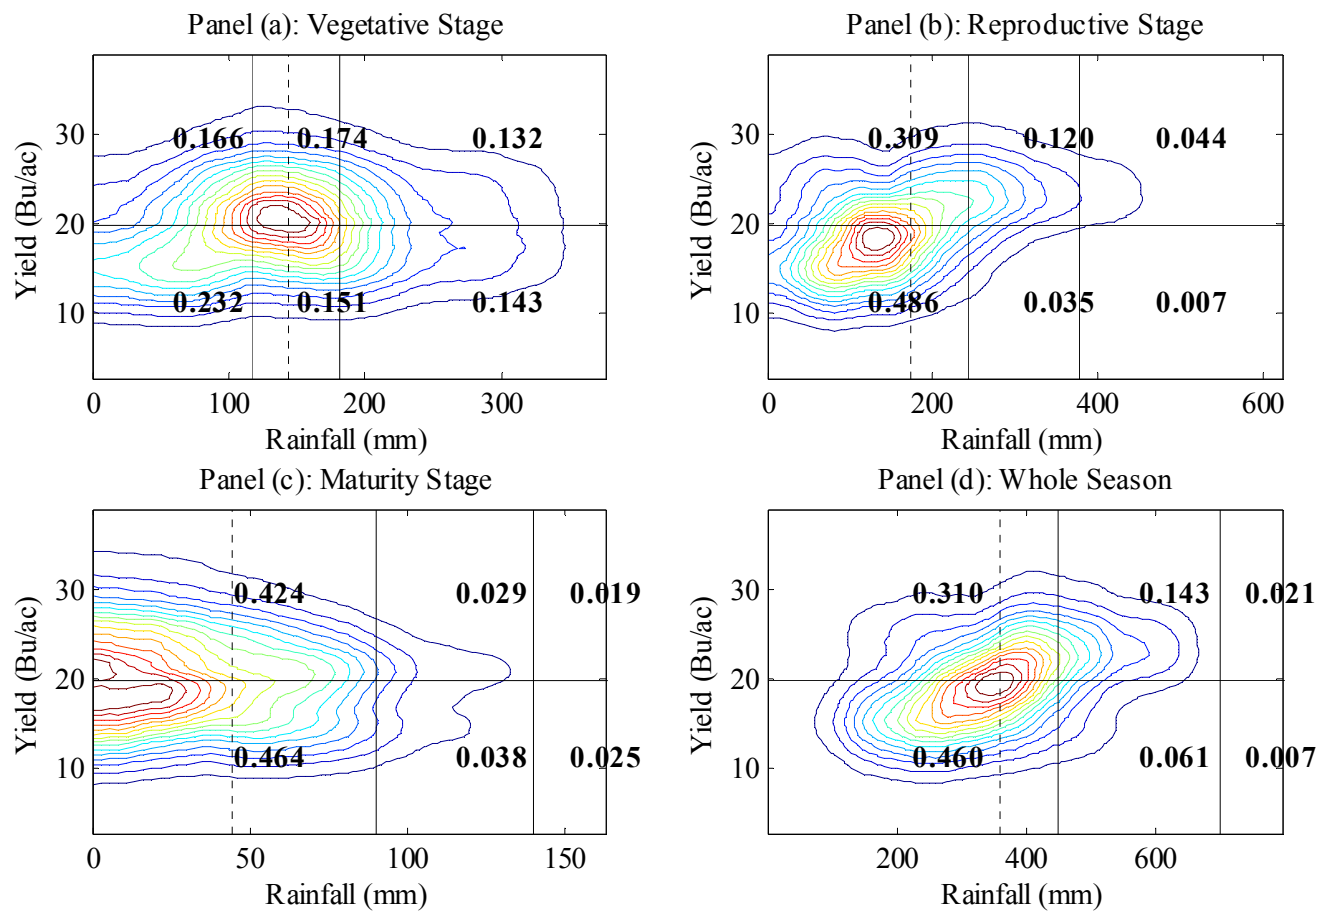 Panel (a): Vegetative Stage
Yield (Bu/ac)
30
20
10
0.166 0.174 0.132
0.232 0.151 0.143
0 100 200 300
Rainfall (mm)
Panel (b): Reproductive Stage
Yield (Bu/ac)
30
20
10
0.309 0.120 0.044
0.486 0.035 0.007
0 200 400 600
Rainfall (mm)
Panel (c): Maturity Stage
Yield (Bu/ac)
30
20
10
0.424 0.029 0.019
0.464 0.038 0.025
0 50 100 150
Rainfall (mm)
Panel (d): Whole Season
Yield (Bu/ac)
30
20
10
0.310 0.143 0.021
0.460 0.061 0.007
200 400 600
Rainfall (mm)